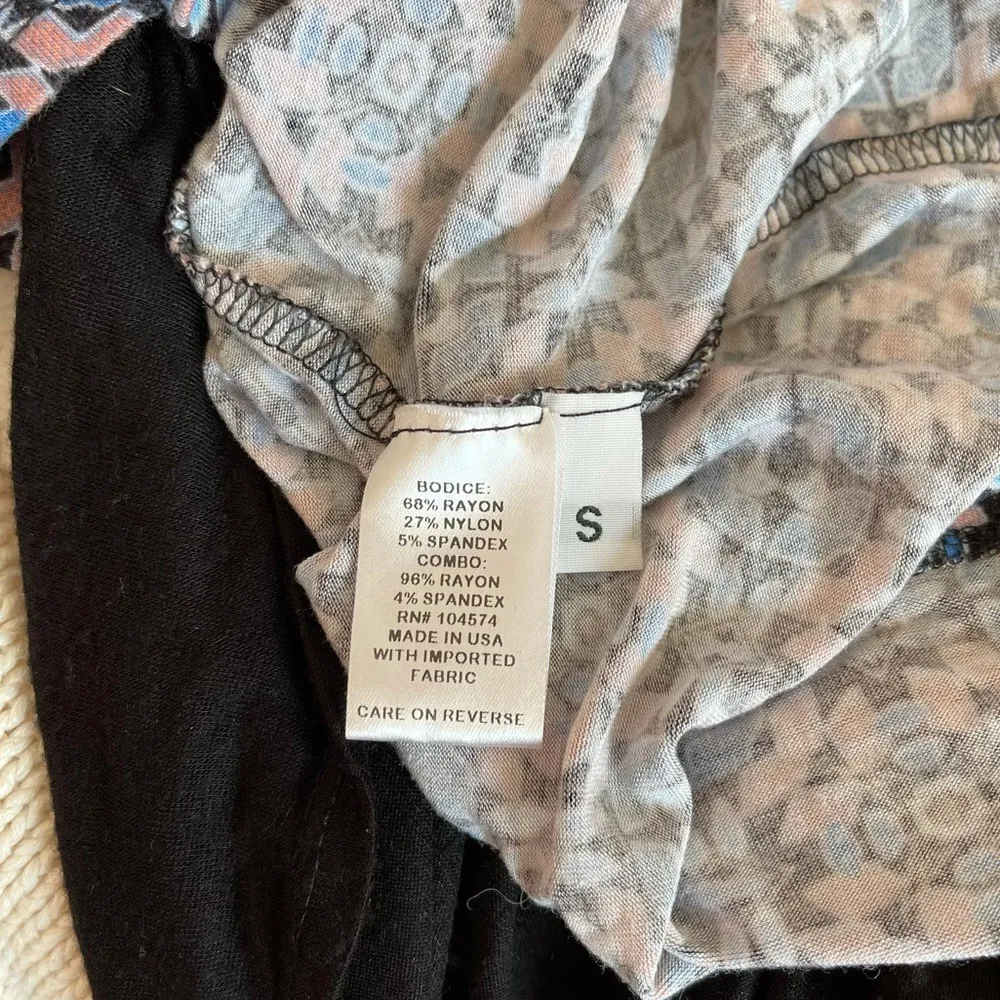 BODICE:
68% RAYON
27% NYLON
5% SPANDEX
COMBO:
96% RAYON
4% SPANDEX
RN# 104574
MADE IN USA
WITH IMPORTED
FABRIC
CARE ON REVERSE
S